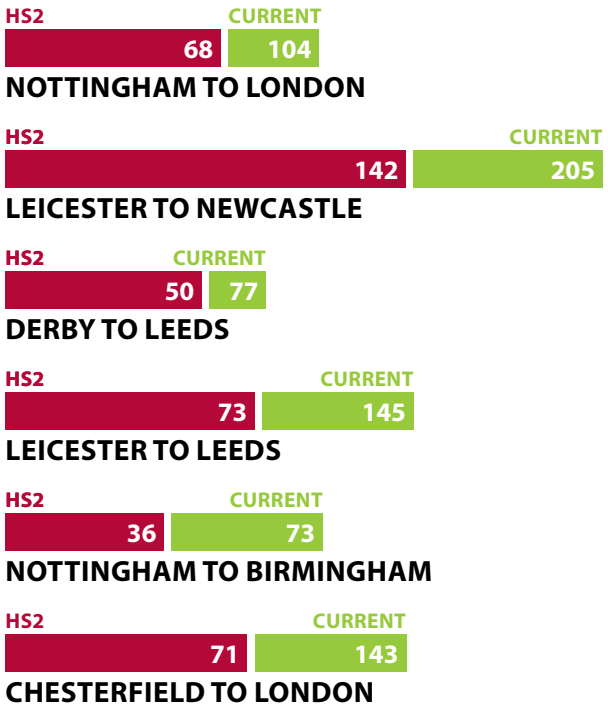 HS2 CURRENT
68 104
NOTTINGHAM TO LONDON
HS2 CURRENT
142 205
LEICESTER TO NEWCASTLE
HS2 CURRENT
50 77
DERBY TO LEEDS
HS2 CURRENT
73 145
LEICESTER TO LEEDS
HS2 CURRENT
36 73
NOTTINGHAM TO BIRMINGHAM
HS2 CURRENT
71 143
CHESTERFIELD TO LONDON